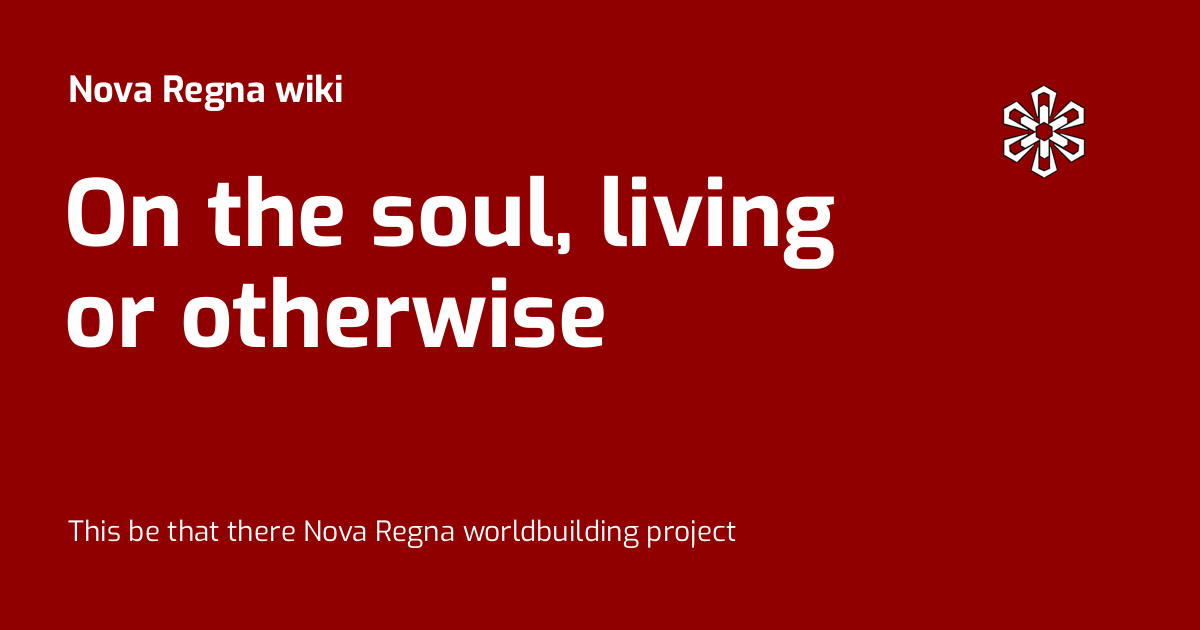 Nova Regna wiki
On the soul, living
or otherwise
This be that there Nova Regna worldbuilding project